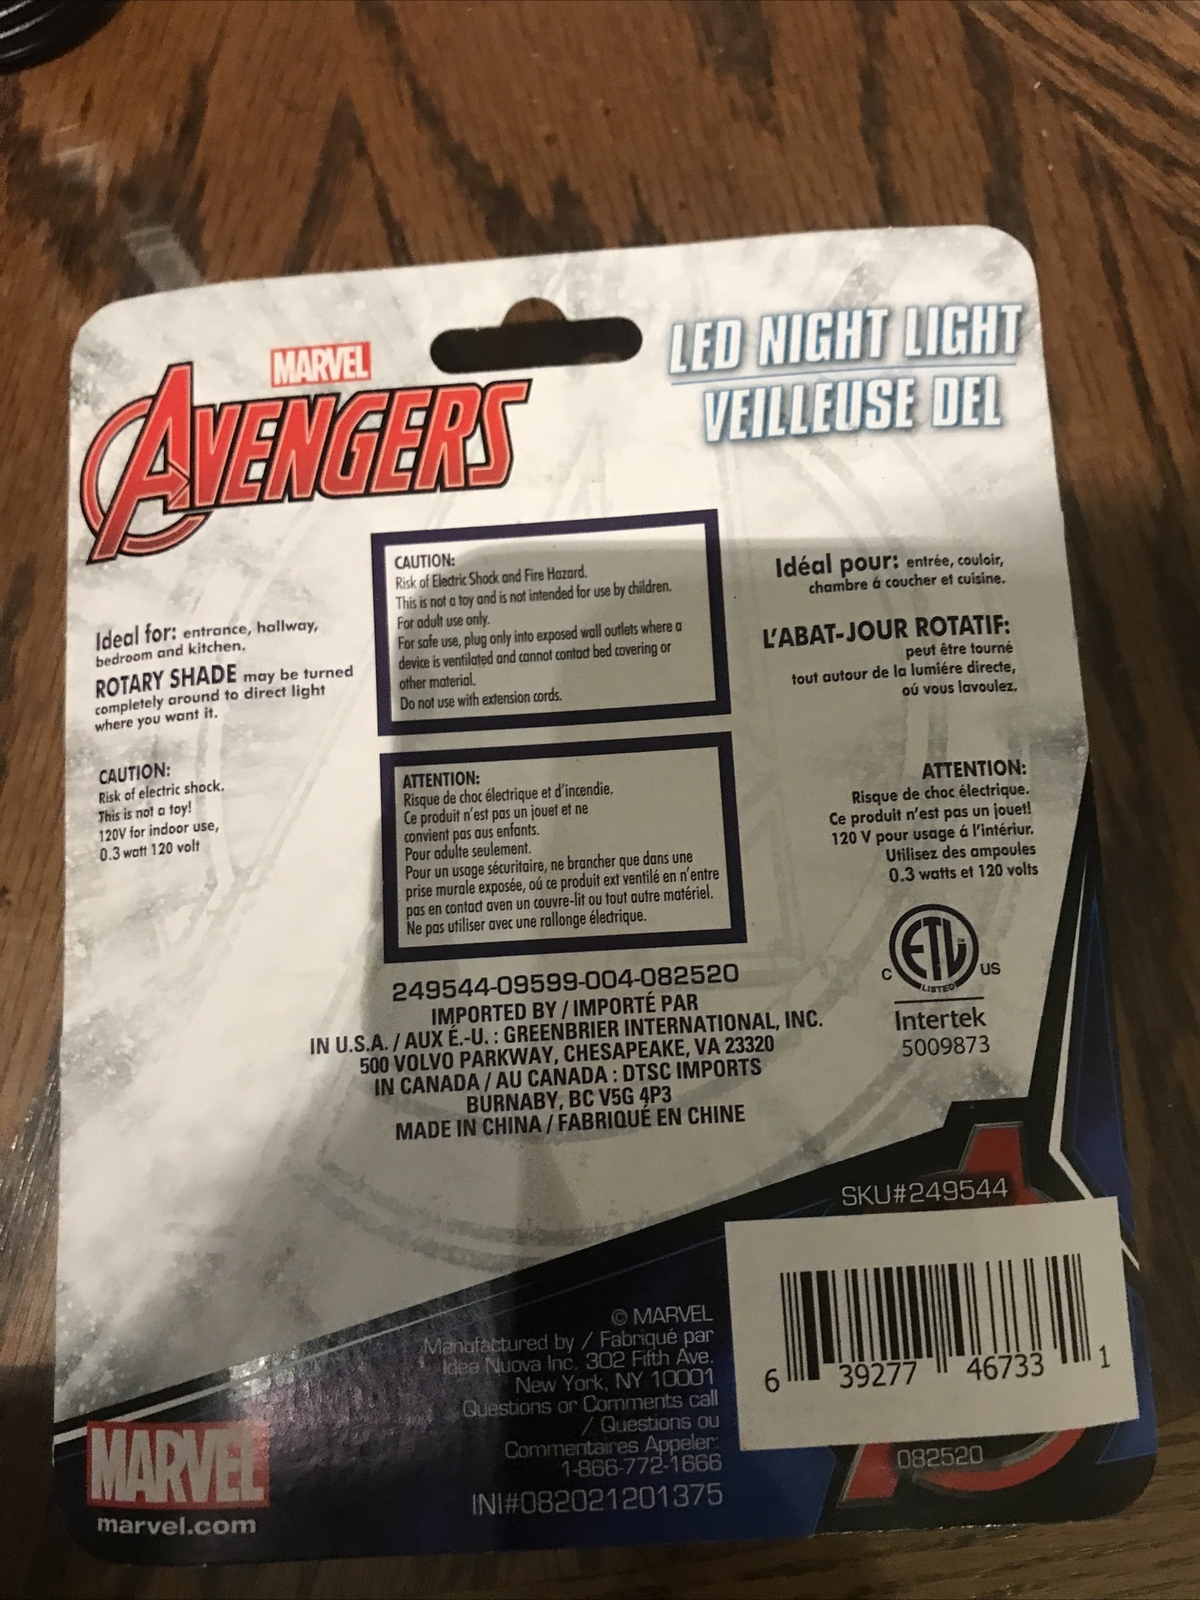 MARVEL
AVENGERS
LED NIGHT LIGHT
VEILLEUSE DEL
Ideal for: entrance, hallway,
bedroom and kitchen.
ROTARY SHADE may be turned
completely around to direct light
where you want it.
CAUTION:
Risk of electric shock.
This is not a toy!
120V for indoor use,
0.3 watt 120 volt
CAUTION:
Risk of Electric Shock and Fire Hazard.
This is not a toy and is not intended for use by children.
For adult use only.
For safe use, plug only into exposed wall outlets where a
device is ventilated and cannot contact bed covering or
other material.
Do not use with extension cords.
ATTENTION:
Risque de choc électrique et d'incendie.
Ce produit n'est pas un jouet et ne
convient pas aus enfants.
Pour adulte seulement.
Pour un usage sécuritaire, ne brancher que dans une
prise murale exposée, oú ce produit ext ventilé en n'entre
pas en contact aven un couvre-lit ou tout autre matériel.
Ne pas utiliser avec une rallonge électrique.
Idéal pour: entrée, couloir,
chambre á coucher et cuisine.
L'ABAT-JOUR ROTATIF:
peut être tourné
tout autour de la lumiére directe,
oú vous lavoulez.
ATTENTION:
Risque de choc électrique.
Ce produit n'est pas un jouet!
120 V pour usage á l'intériur.
Utilisez des ampoules
0.3 watts et 120 volts
C ETL US
LISTED
Intertek
5009873
249544-09599-004-082520
IMPORTED BY / IMPORTÉ PAR
IN U.S.A. / AUX É.-U. : GREENBRIER INTERNATIONAL, INC.
500 VOLVO PARKWAY, CHESAPEAKE, VA 23320
IN CANADA / AU CANADA : DTSC IMPORTS
BURNABY, BC V5G 4P3
MADE IN CHINA / FABRIQUÉ EN CHINE
SKU#249544
6 39277 46733 1
082520
© MARVEL
Manufactured by / Fabriqué par
Idea Nuova Inc. 302 Fifth Ave.
New York, NY 10001
Questions or Comments call
/ Questions ou
Commentaires Appeler:
1-866-772-1666
INI#082021201375
MARVEL
marvel.com